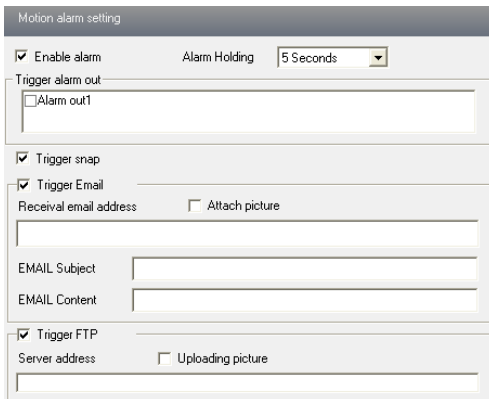 Motion alarm setting
Enable alarm Alarm Holding 5 Seconds
Trigger alarm out
Alarm out1
Trigger snap
Trigger Email
Receival email address Attach picture
EMAIL Subject
EMAIL Content
Trigger FTP
Server address Uploading picture